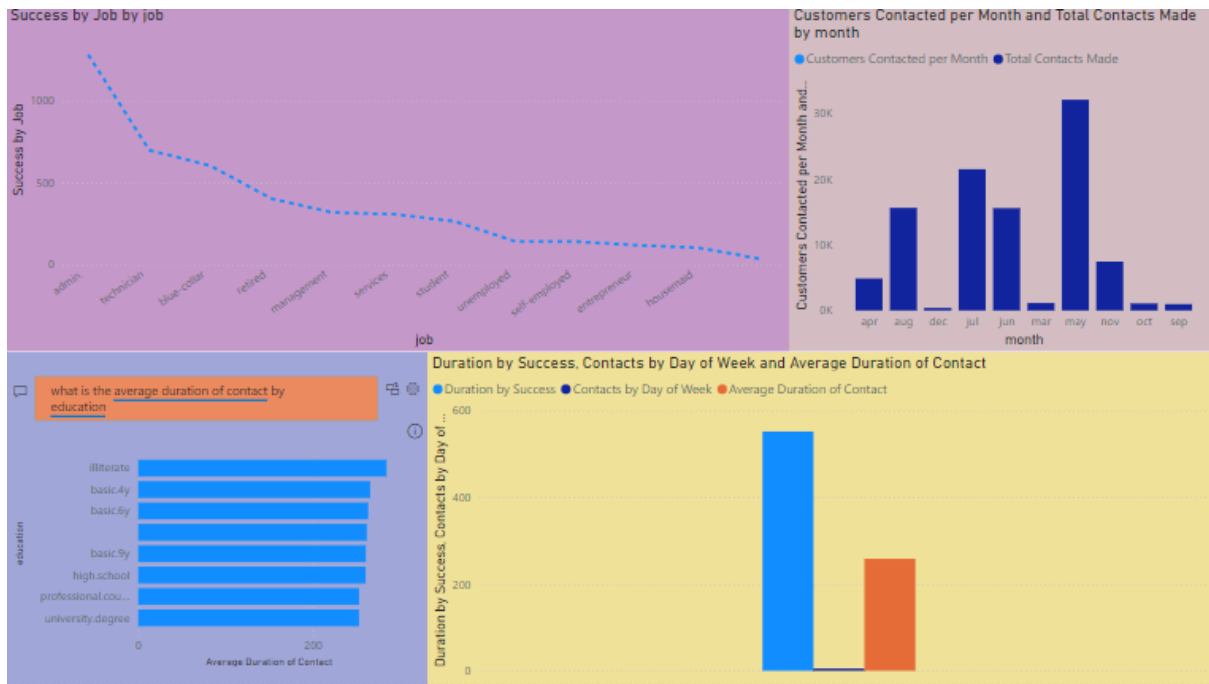 Success by Job by job
Success by Job
1000
500
0
admin.
technician
blue-collar
retired
management
services
student
unemployed
self-employed
entrepreneur
housemaid
job
Customers Contacted per Month and Total Contacts Made
by month
Customers Contacted per Month Total Contacts Made
Customers Contacted per Month and...
30K
20K
10K
0K
apr aug dec jul jun mar may nov oct sep
month
what is the average duration of contact by
education
education
illiterate
basic.4y
basic.6y
basic.9y
high.school
professional.cou...
university.degree
0 200
Average Duration of Contact
Duration by Success, Contacts by Day of Week and Average Duration of Contact
Duration by Success Contacts by Day of Week Average Duration of Contact
Duration by Success, Contacts by Day of ...
600
400
200
0